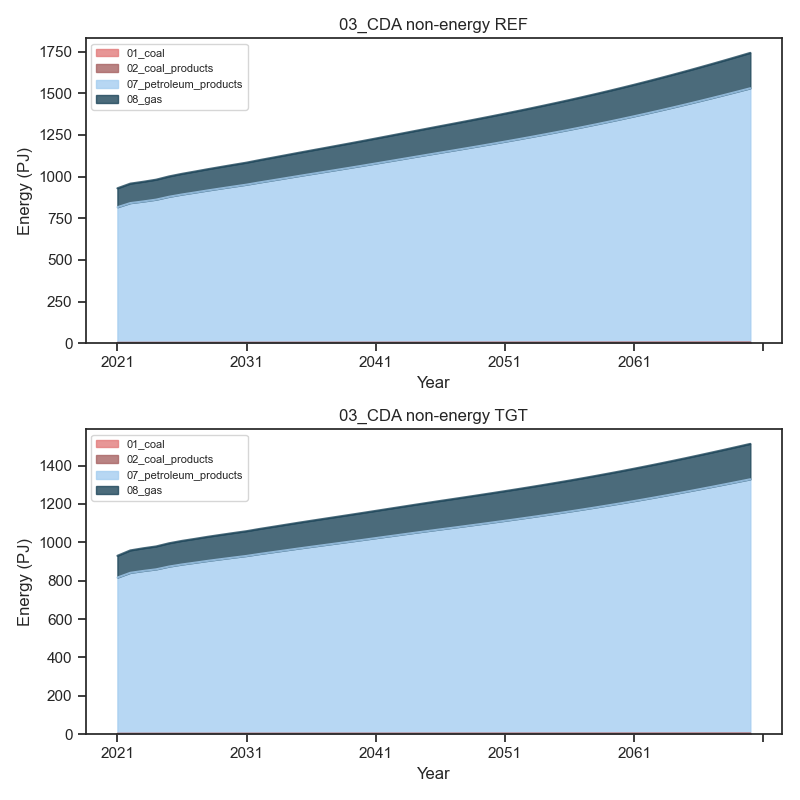 03_CDA non-energy REF
01_coal
02_coal_products
07_petroleum_products
08_gas
1750
1500
1250
1000
750
500
250
0
Energy (PJ)
2021 2031 2041 2051 2061
Year
03_CDA non-energy TGT
01_coal
02_coal_products
07_petroleum_products
08_gas
1400
1200
1000
800
600
400
200
0
Energy (PJ)
2021 2031 2041 2051 2061
Year